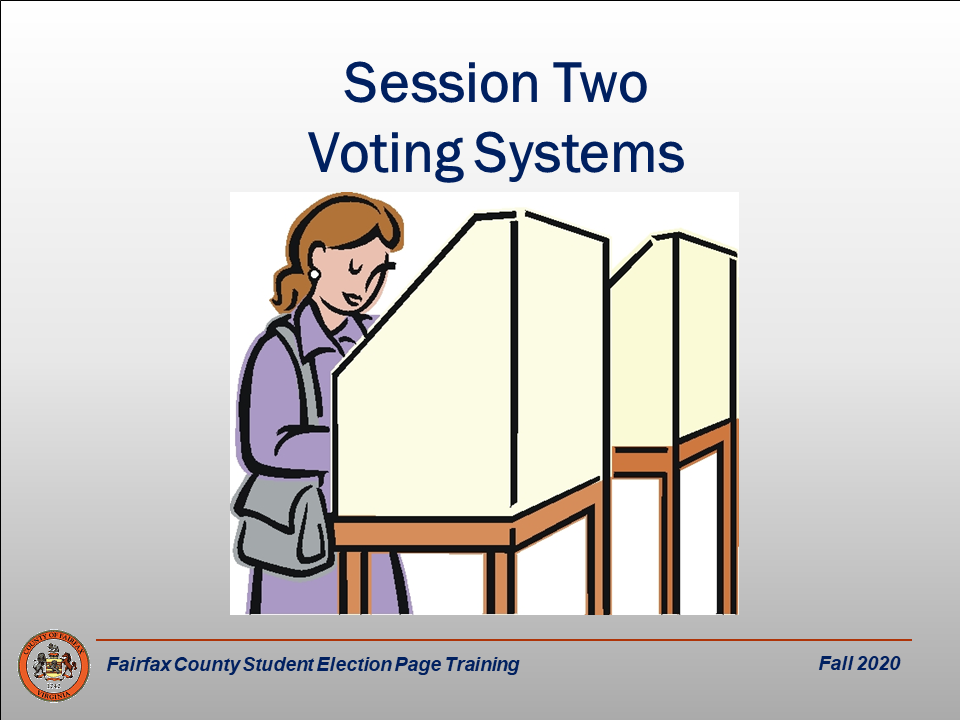 Session Two
Voting Systems
COUNTY OF FAIRFAX
1742
VIRGINIA
Fairfax County Student Election Page Training
Fall 2020